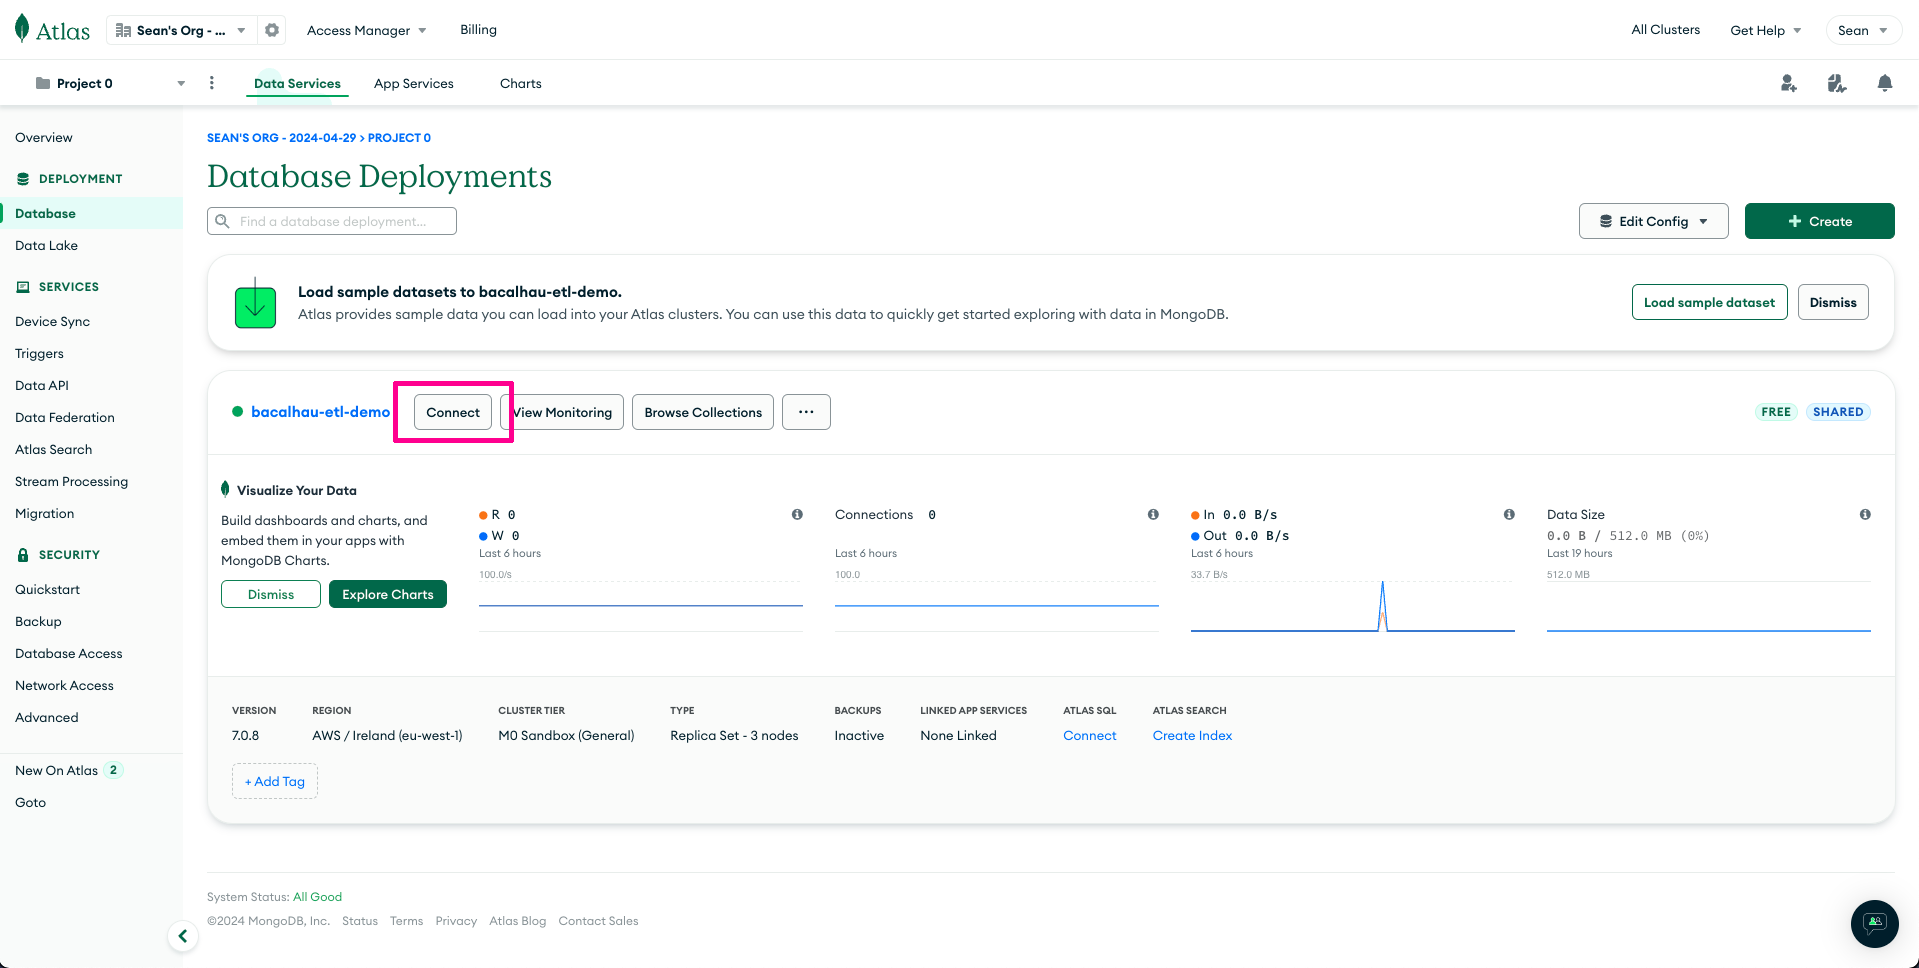 Atlas
Sean's Org - ...
Access Manager
Billing
All Clusters
Get Help
Sean
Project 0
Data Services
App Services
Charts
Overview
DEPLOYMENT
Database
Data Lake
SERVICES
Device Sync
Triggers
Data API
Data Federation
Atlas Search
Stream Processing
Migration
SECURITY
Quickstart
Backup
Database Access
Network Access
Advanced
New On Atlas 2
Goto
SEAN'S ORG - 2024-04-29 > PROJECT 0
Database Deployments
Find a database deployment...
Edit Config
+ Create
Load sample datasets to bacalhau-etl-demo.
Atlas provides sample data you can load into your Atlas clusters. You can use this data to quickly get started exploring with data in MongoDB.
Load sample dataset
Dismiss
bacalhau-etl-demo
Connect
View Monitoring
Browse Collections
...
FREE
SHARED
Visualize Your Data
Build dashboards and charts, and
embed them in your apps with
MongoDB Charts.
Dismiss
Explore Charts
R 0
W 0
Last 6 hours
100.0/s
Connections 0
Last 6 hours
100.0
In 0.0 B/s
Out 0.0 B/s
Last 6 hours
33.7 B/s
Data Size
0.0 B / 512.0 MB (0%)
Last 19 hours
512.0 MB
VERSION
7.0.8
REGION
AWS / Ireland (eu-west-1)
CLUSTER TIER
M0 Sandbox (General)
TYPE
Replica Set - 3 nodes
BACKUPS
Inactive
LINKED APP SERVICES
None Linked
ATLAS SQL
Connect
ATLAS SEARCH
Create Index
+ Add Tag
System Status: All Good
©2024 MongoDB, Inc. Status Terms Privacy Atlas Blog Contact Sales